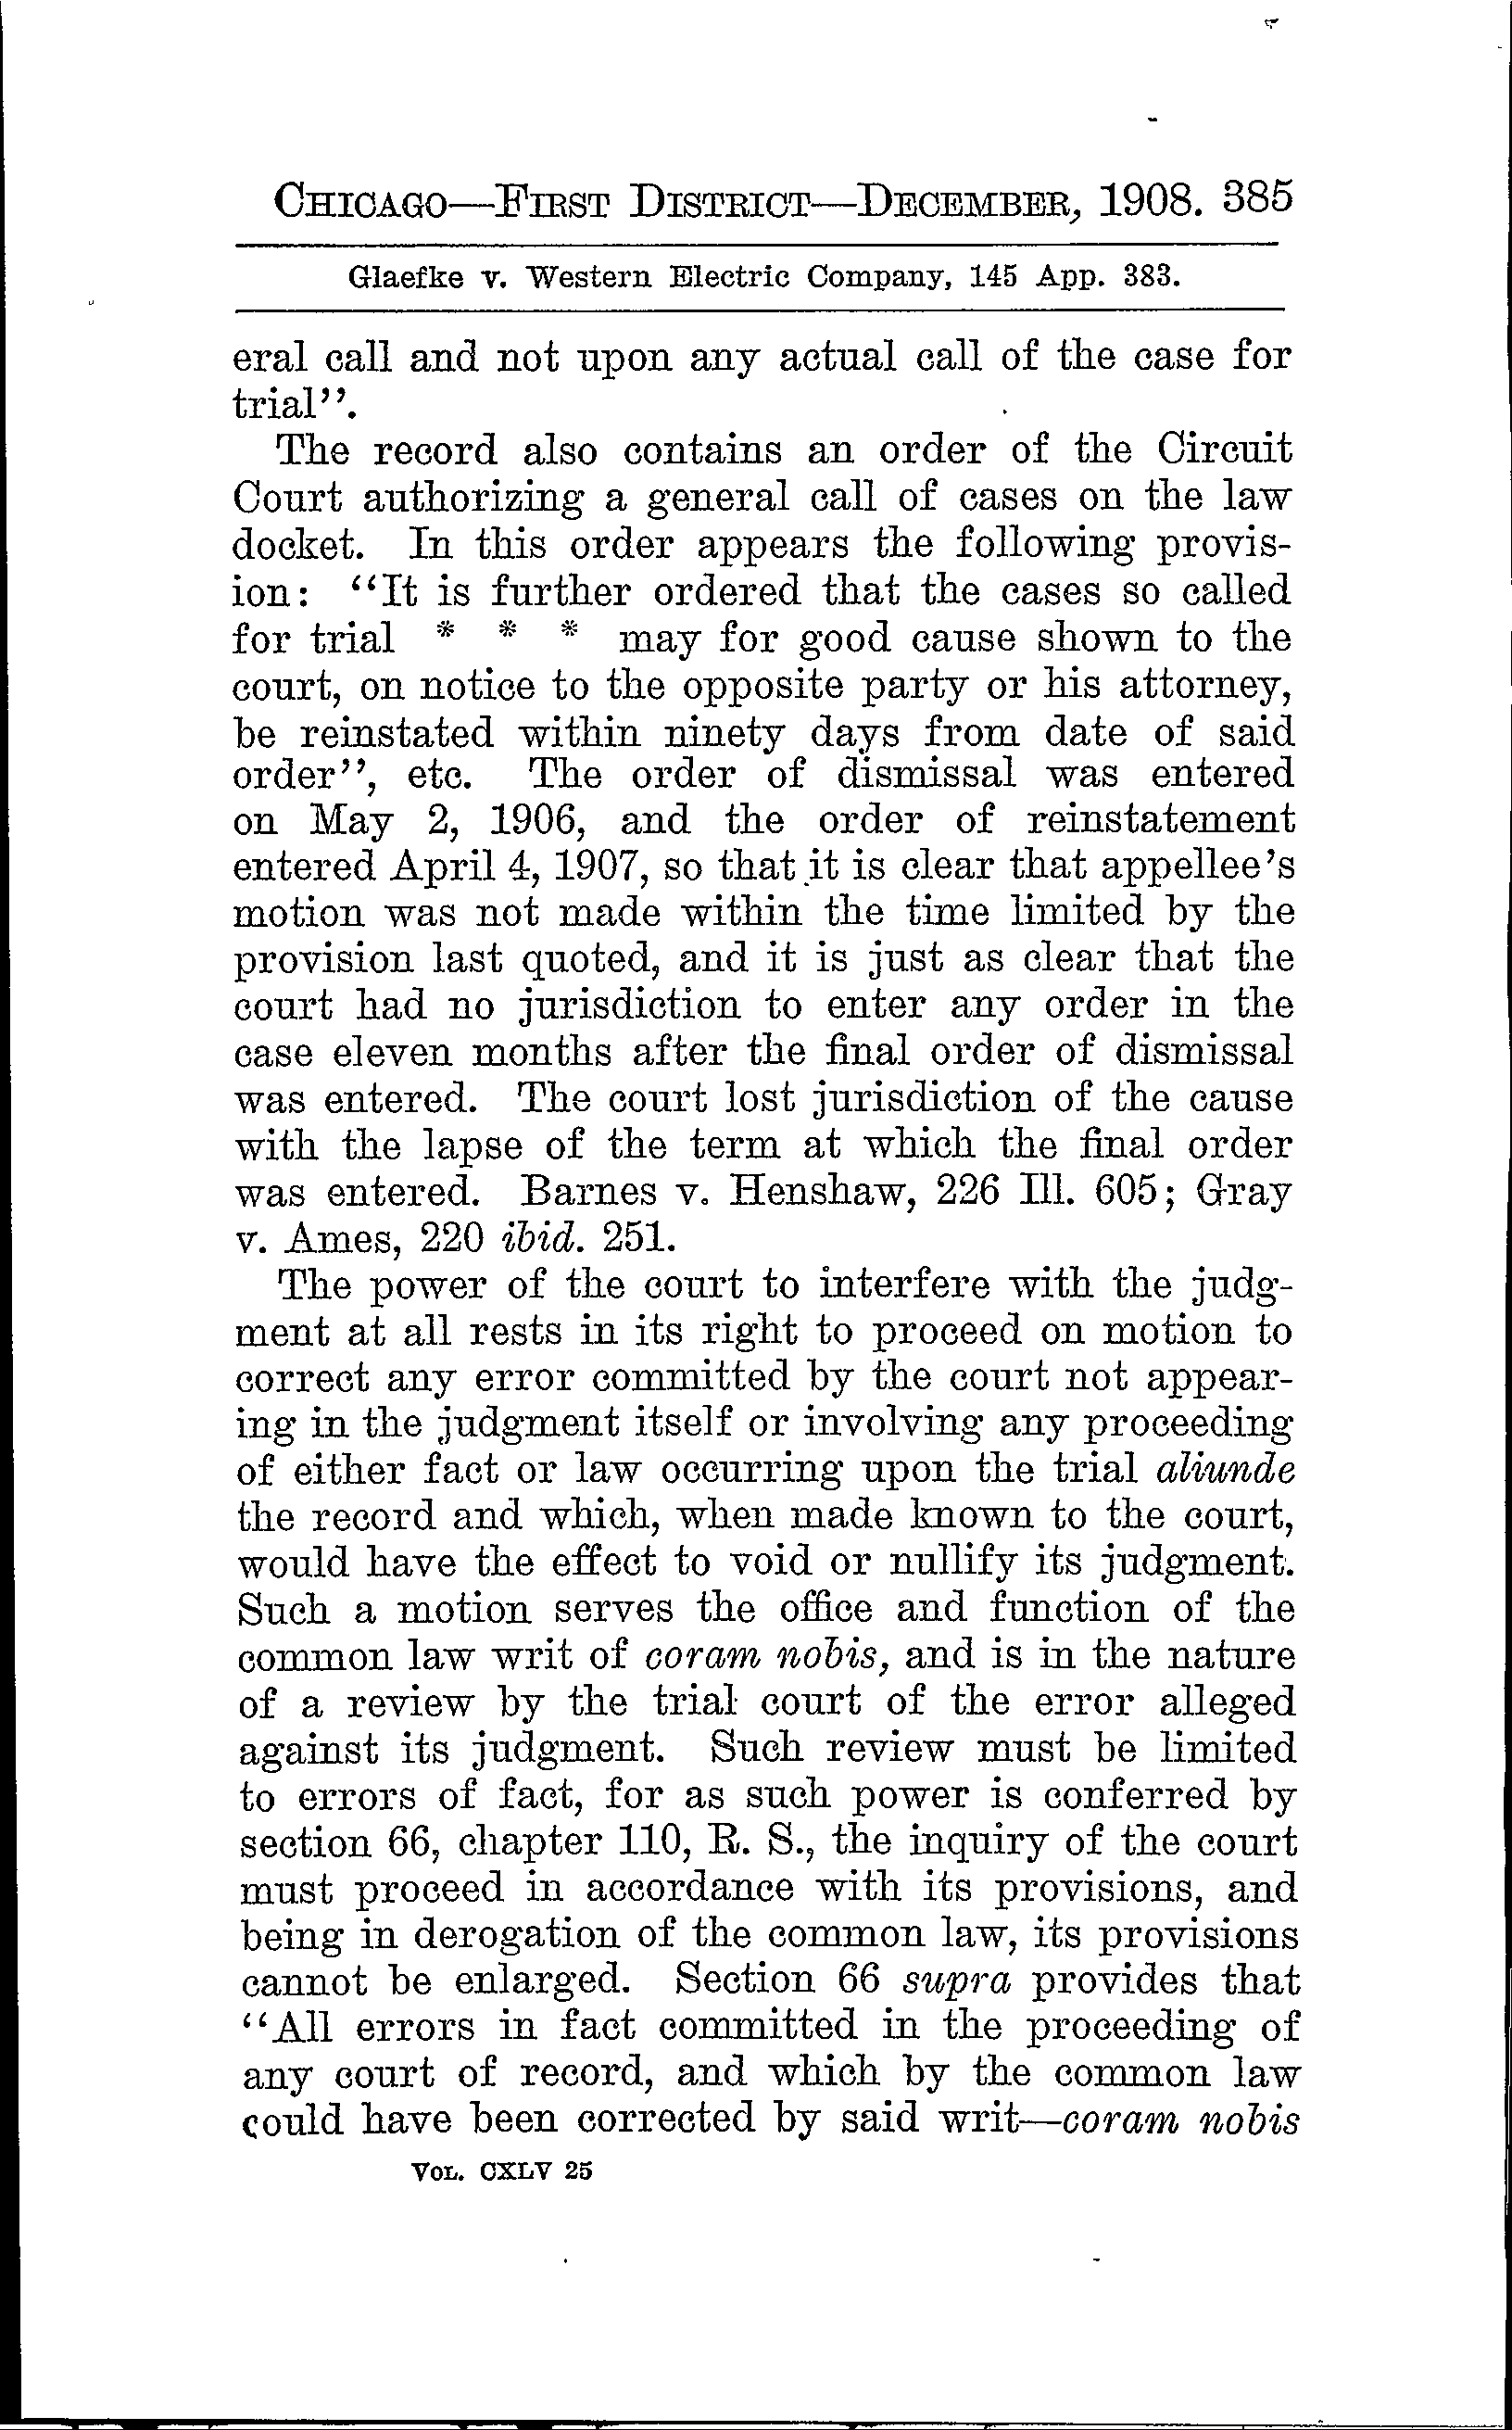 CHICAGO—FIRST DISTRICT—DECEMBER, 1908. 385
Glaefke v. Western Electric Company, 145 App. 383.
eral call and not upon any actual call of the case for
trial''.
The record also contains an order of the Circuit
Court authorizing a general call of cases on the law
docket. In this order appears the following provis-
ion: ''It is further ordered that the cases so called
for trial * * * may for good cause shown to the
court, on notice to the opposite party or his attorney,
be reinstated within ninety days from date of said
order'', etc. The order of dismissal was entered
on May 2, 1906, and the order of reinstatement
entered April 4, 1907, so that it is clear that appellee's
motion was not made within the time limited by the
provision last quoted, and it is just as clear that the
court had no jurisdiction to enter any order in the
case eleven months after the final order of dismissal
was entered. The court lost jurisdiction of the cause
with the lapse of the term at which the final order
was entered. Barnes v. Henshaw, 226 Ill. 605; Gray
v. Ames, 220 ibid. 251.
The power of the court to interfere with the judg-
ment at all rests in its right to proceed on motion to
correct any error committed by the court not appear-
ing in the judgment itself or involving any proceeding
of either fact or law occurring upon the trial aliunde
the record and which, when made known to the court,
would have the effect to void or nullify its judgment.
Such a motion serves the office and function of the
common law writ of coram nobis, and is in the nature
of a review by the trial court of the error alleged
against its judgment. Such review must be limited
to errors of fact, for as such power is conferred by
section 66, chapter 110, R. S., the inquiry of the court
must proceed in accordance with its provisions, and
being in derogation of the common law, its provisions
cannot be enlarged. Section 66 supra provides that
''All errors in fact committed in the proceeding of
any court of record, and which by the common law
could have been corrected by said writ—coram nobis
VOL. CXLV 25